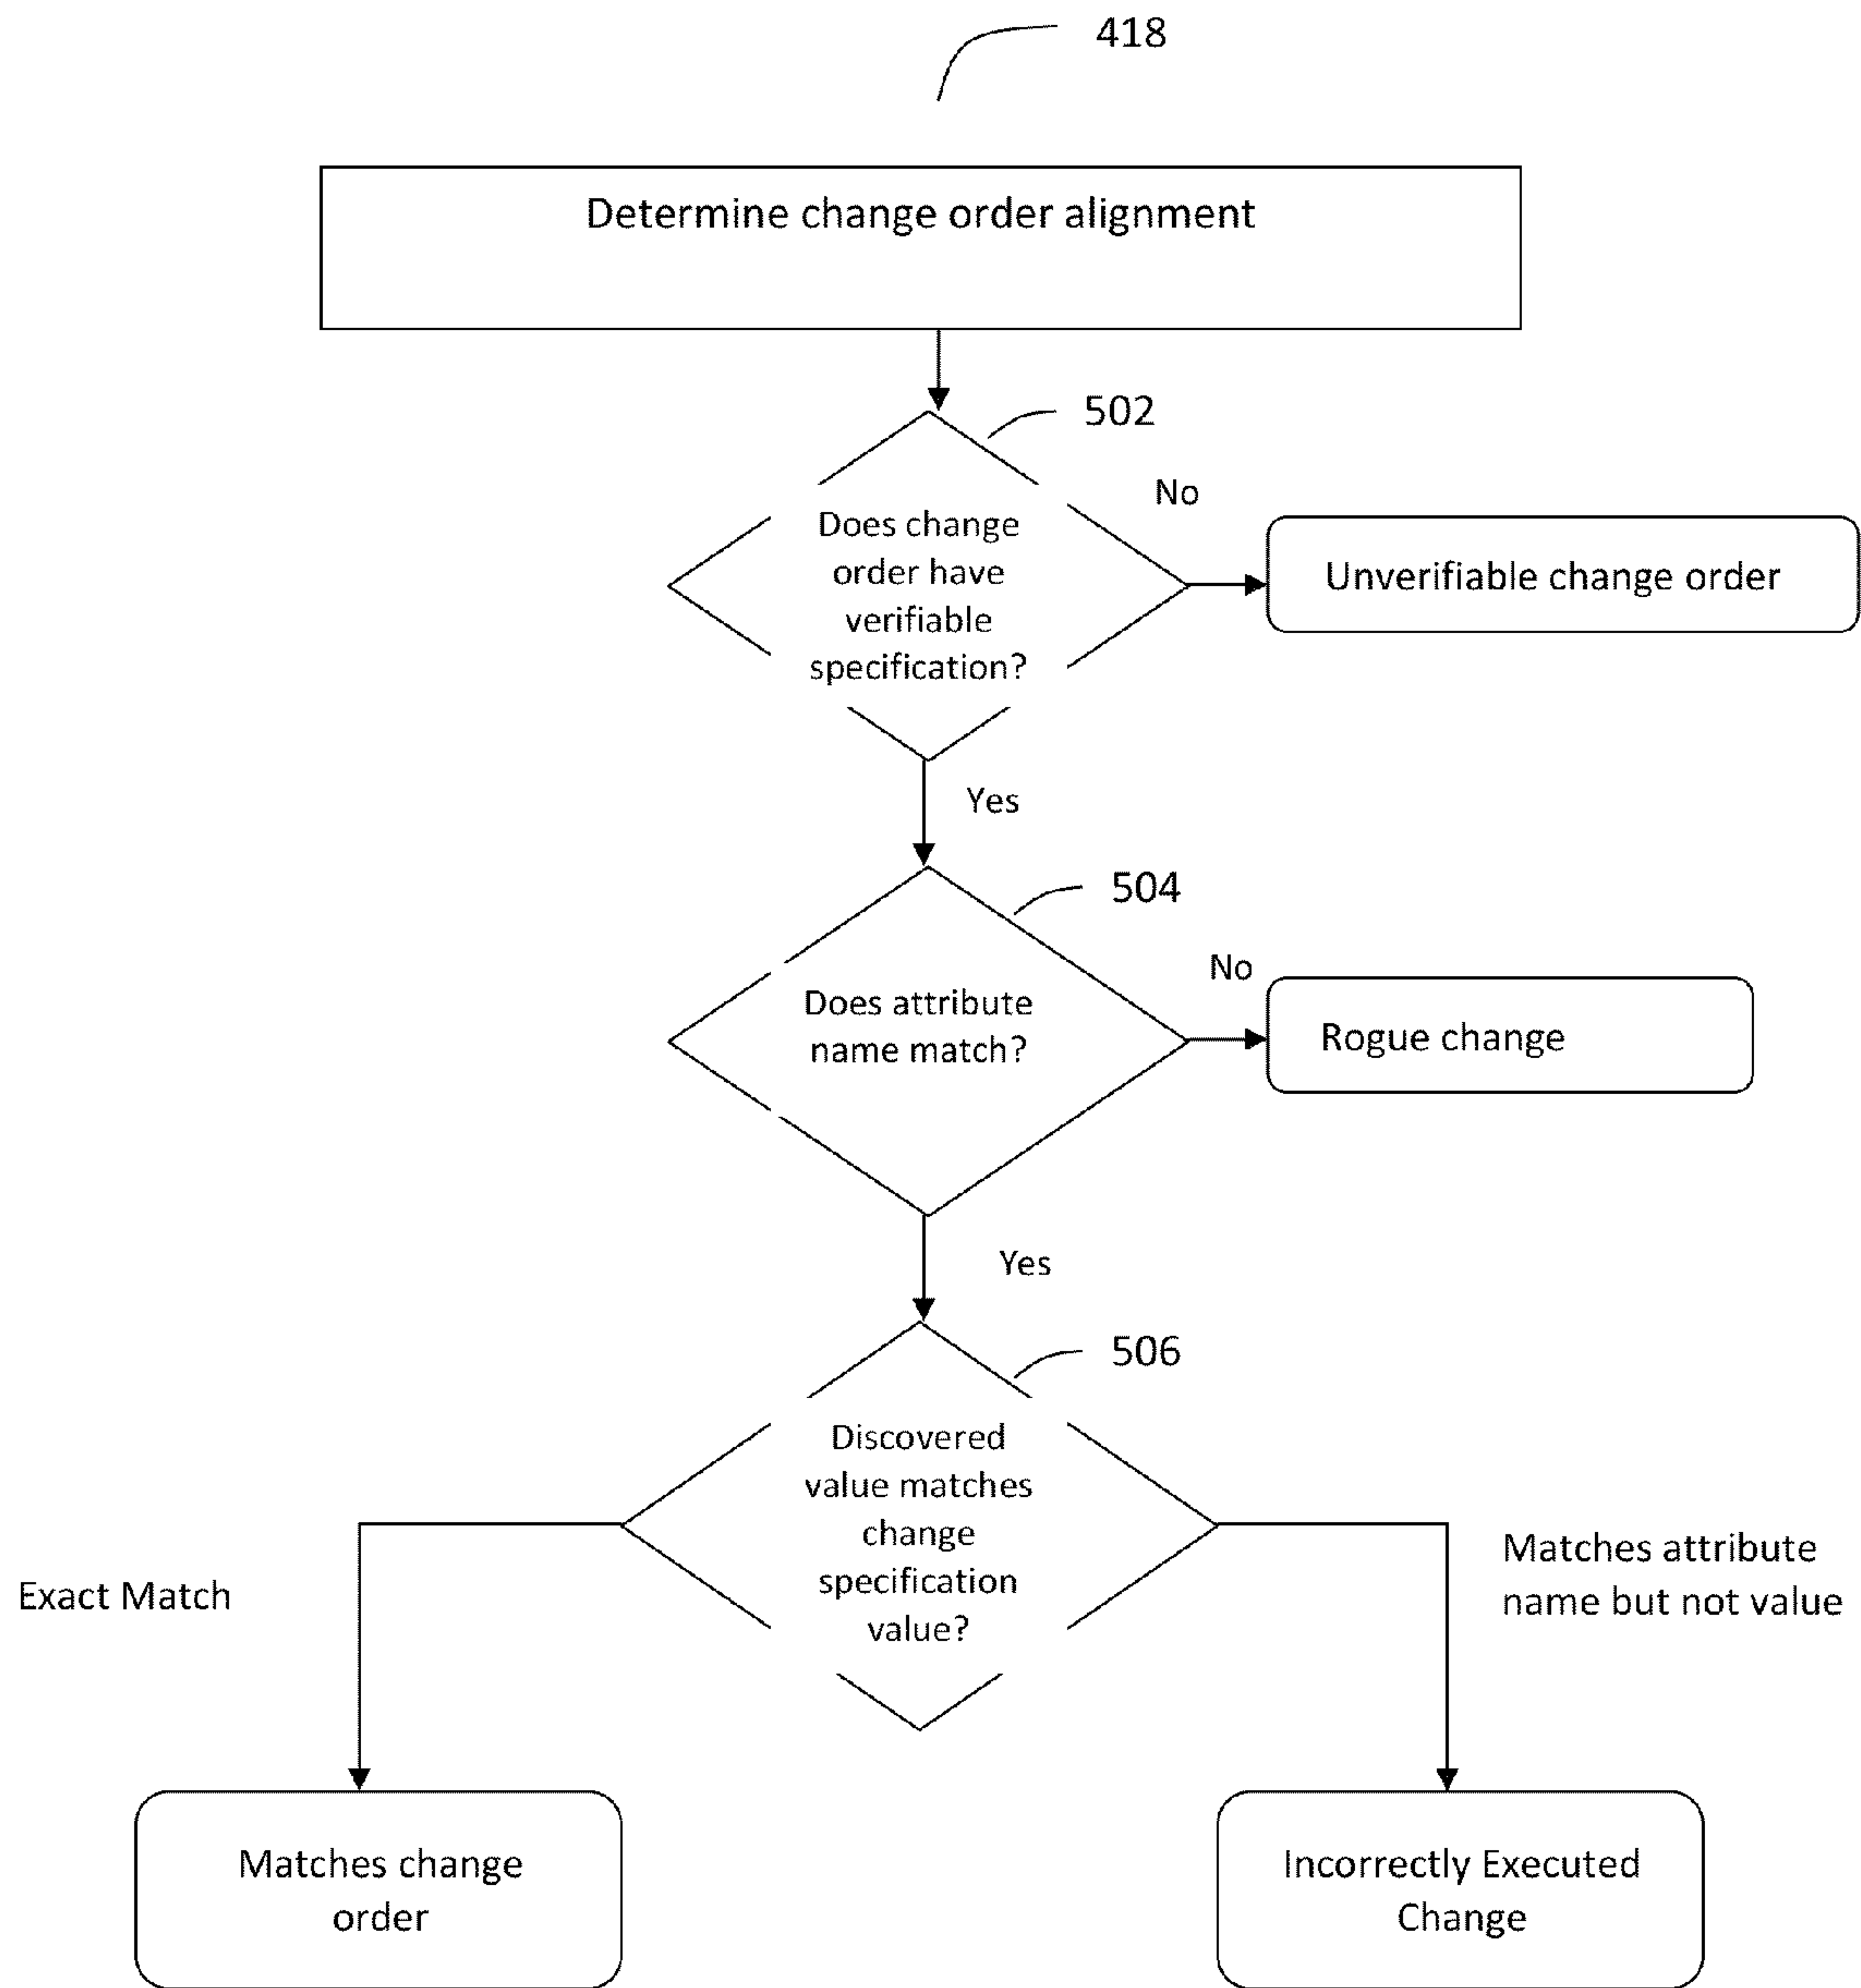 418
Determine change order alignment
502
No
Does change
order have
verifiable
specification?
Unverifiable change order
Yes
504
No
Does attribute
name match?
Rogue change
Yes
506
Discovered
value matches
change
specification
value?
Exact Match
Matches attribute
name but not value
Matches change
order
Incorrectly Executed
Change